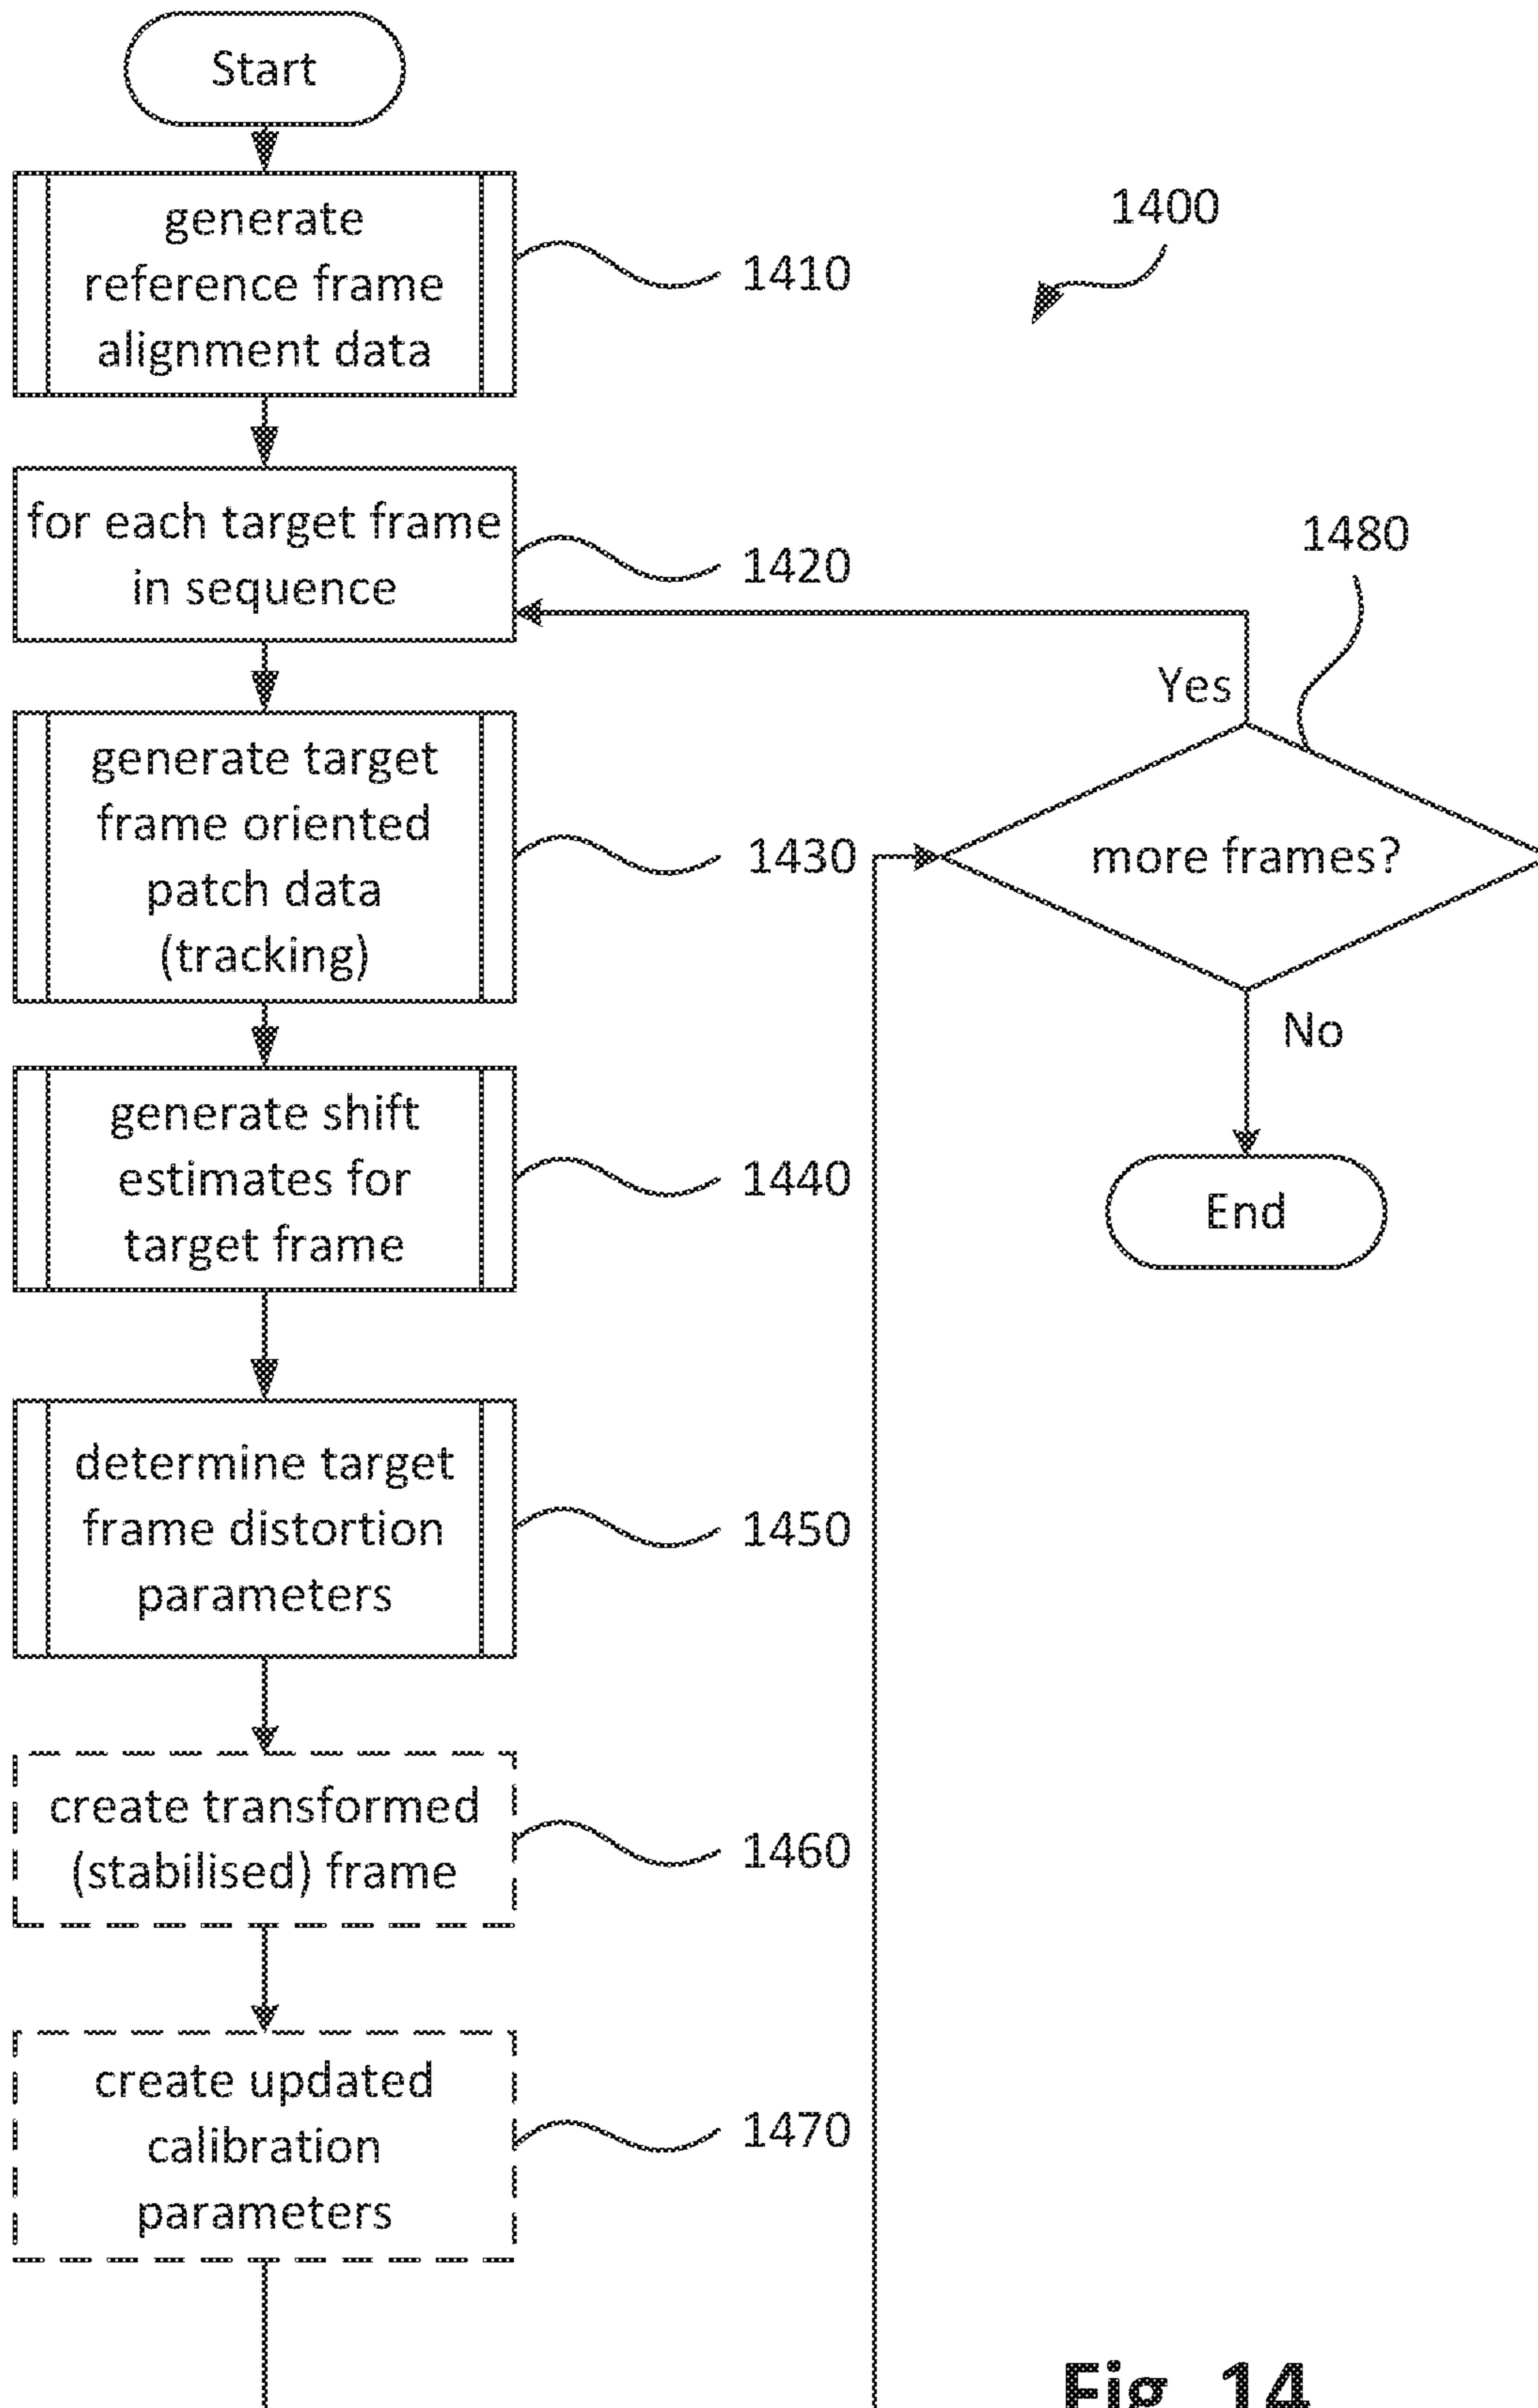 Start
generate
reference frame
alignment data
1410
1400
for each target frame
in sequence
1420
1480
Yes
generate target
frame oriented
patch data
(tracking)
1430
more frames?
No
generate shift
estimates for
target frame
1440
End
determine target
frame distortion
parameters
1450
create transformed
(stabilised) frame
1460
create updated
calibration
parameters
1470
Fig. 14